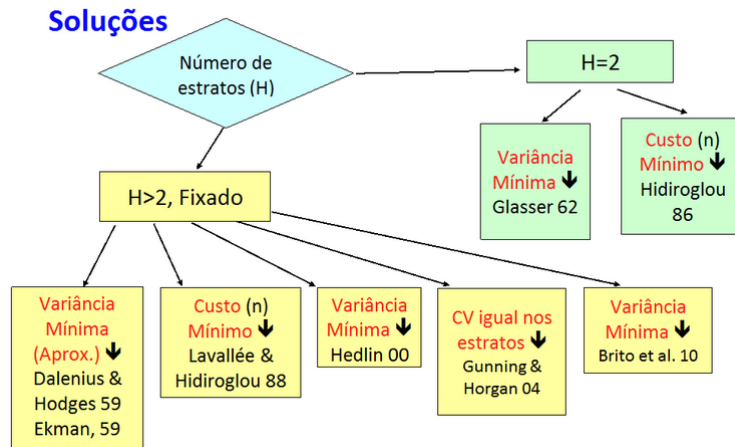 Soluções
Número de
estratos (H)
H=2
Variância
Mínima 🡻
Glasser 62
Custo (n)
Mínimo 🡻
Hidiroglou
86
H>2, Fixado
Variância
Mínima
(Aprox.) 🡻
Dalenius &
Hodges 59
Ekman, 59
Custo (n)
Mínimo 🡻
Lavallée &
Hidiroglou 88
Variância
Mínima 🡻
Hedlin 00
CV igual nos
estratos 🡻
Gunning &
Horgan 04
Variância
Mínima 🡻
Brito et al. 10